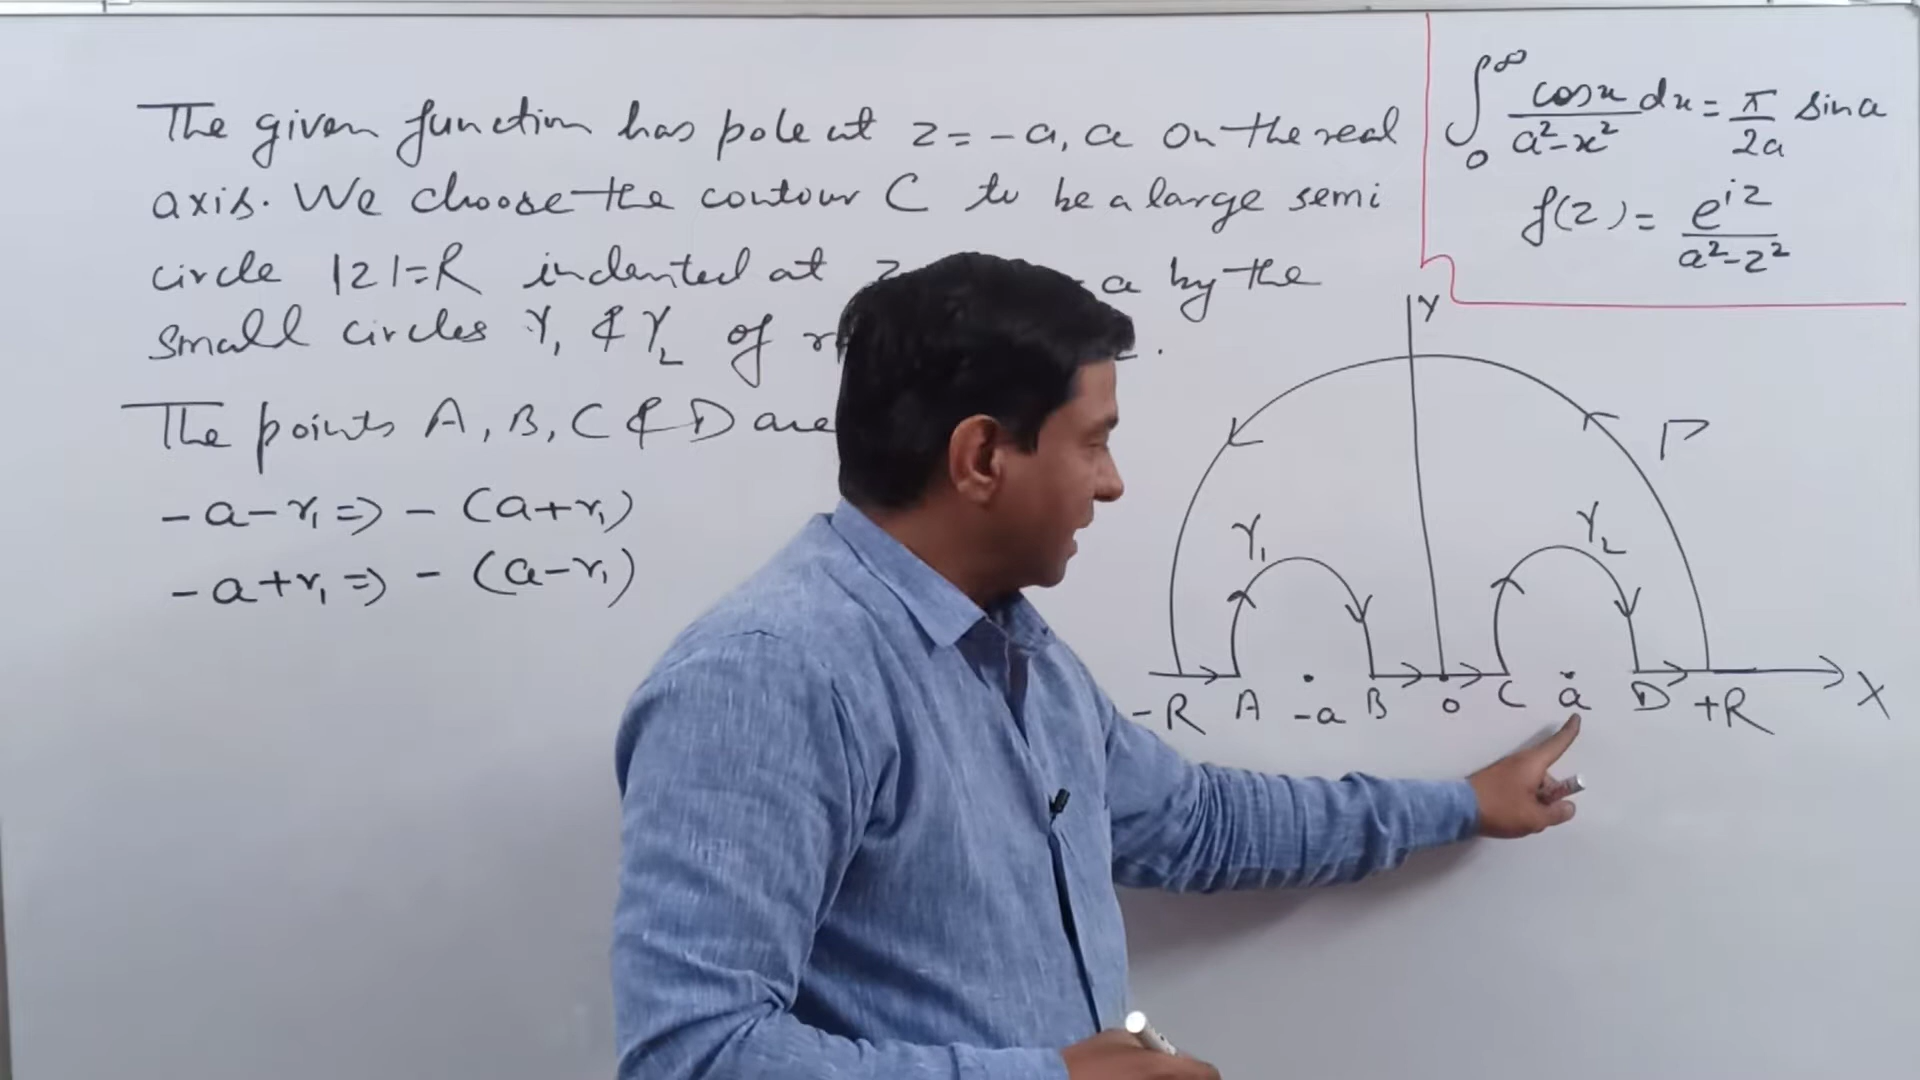 The given function has pole at z = -a, a on the real
axis. We choose the contour C to be a large semi
circle |z|=R indented at z -a by the
small circles γ₁ & γ₂ of .
The points A, B, C & D are
-a-r₁ => -(a+r₁)
-a+r₁ => -(a-r₁)
∫₀^∞ cosx/(a²-x²) dx = π/2a sin a
f(z) = e^{iz}/(a²-z²)
Y
Γ
γ₁ γ₂
-R A -a B 0 C a D +R X